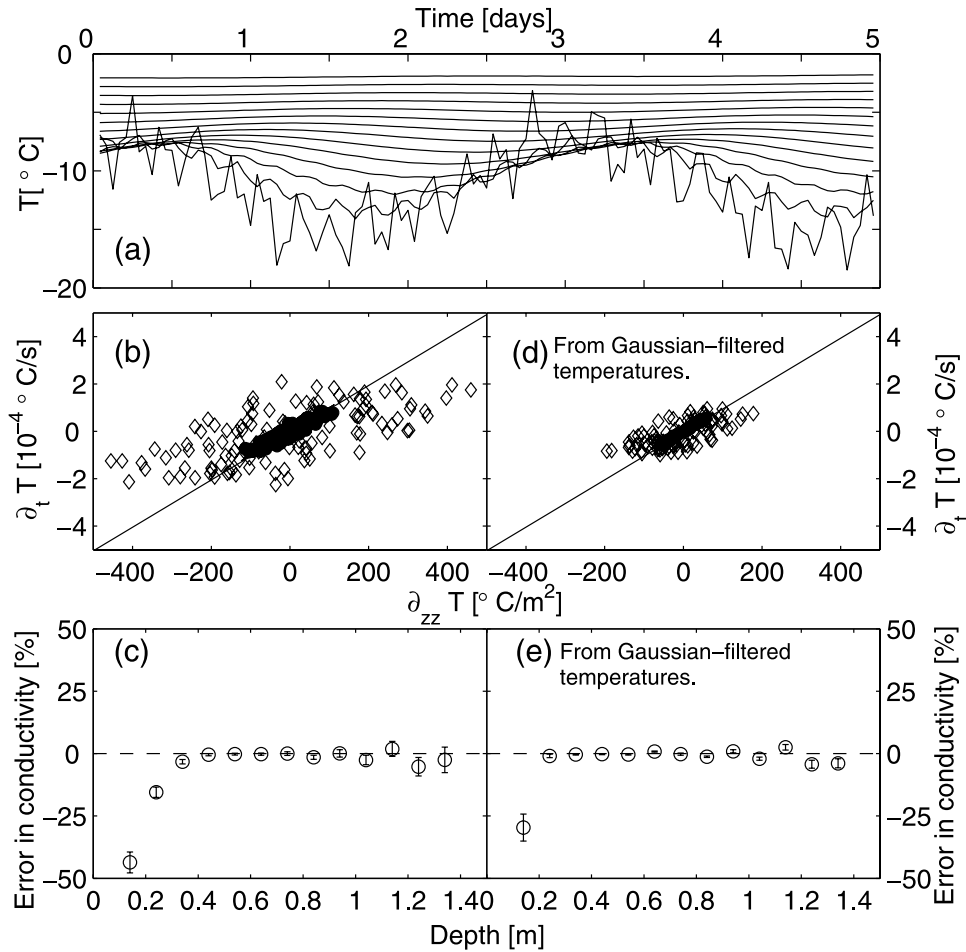 Time [days]
0 1 2 3 4 5
0
−10
−20
T[° C]
(a)
4
2
0
−2
−4
∂t T [10−4 ° C/s]
(b)
(d) From Gaussian−filtered
temperatures.
4
2
0
−2
−4
∂t T [10−4 ° C/s]
−400 −200 0 200 400
−400 −200 0 200 400
∂zz T [° C/m2]
50
25
0
−25
−50
Error in conductivity [%]
(c)
(e) From Gaussian−filtered
temperatures.
50
25
0
−25
−50
Error in conductivity [%]
0 0.2 0.4 0.6 0.8 1 1.2 1.40
0.2 0.4 0.6 0.8 1 1.2 1.4
Depth [m]